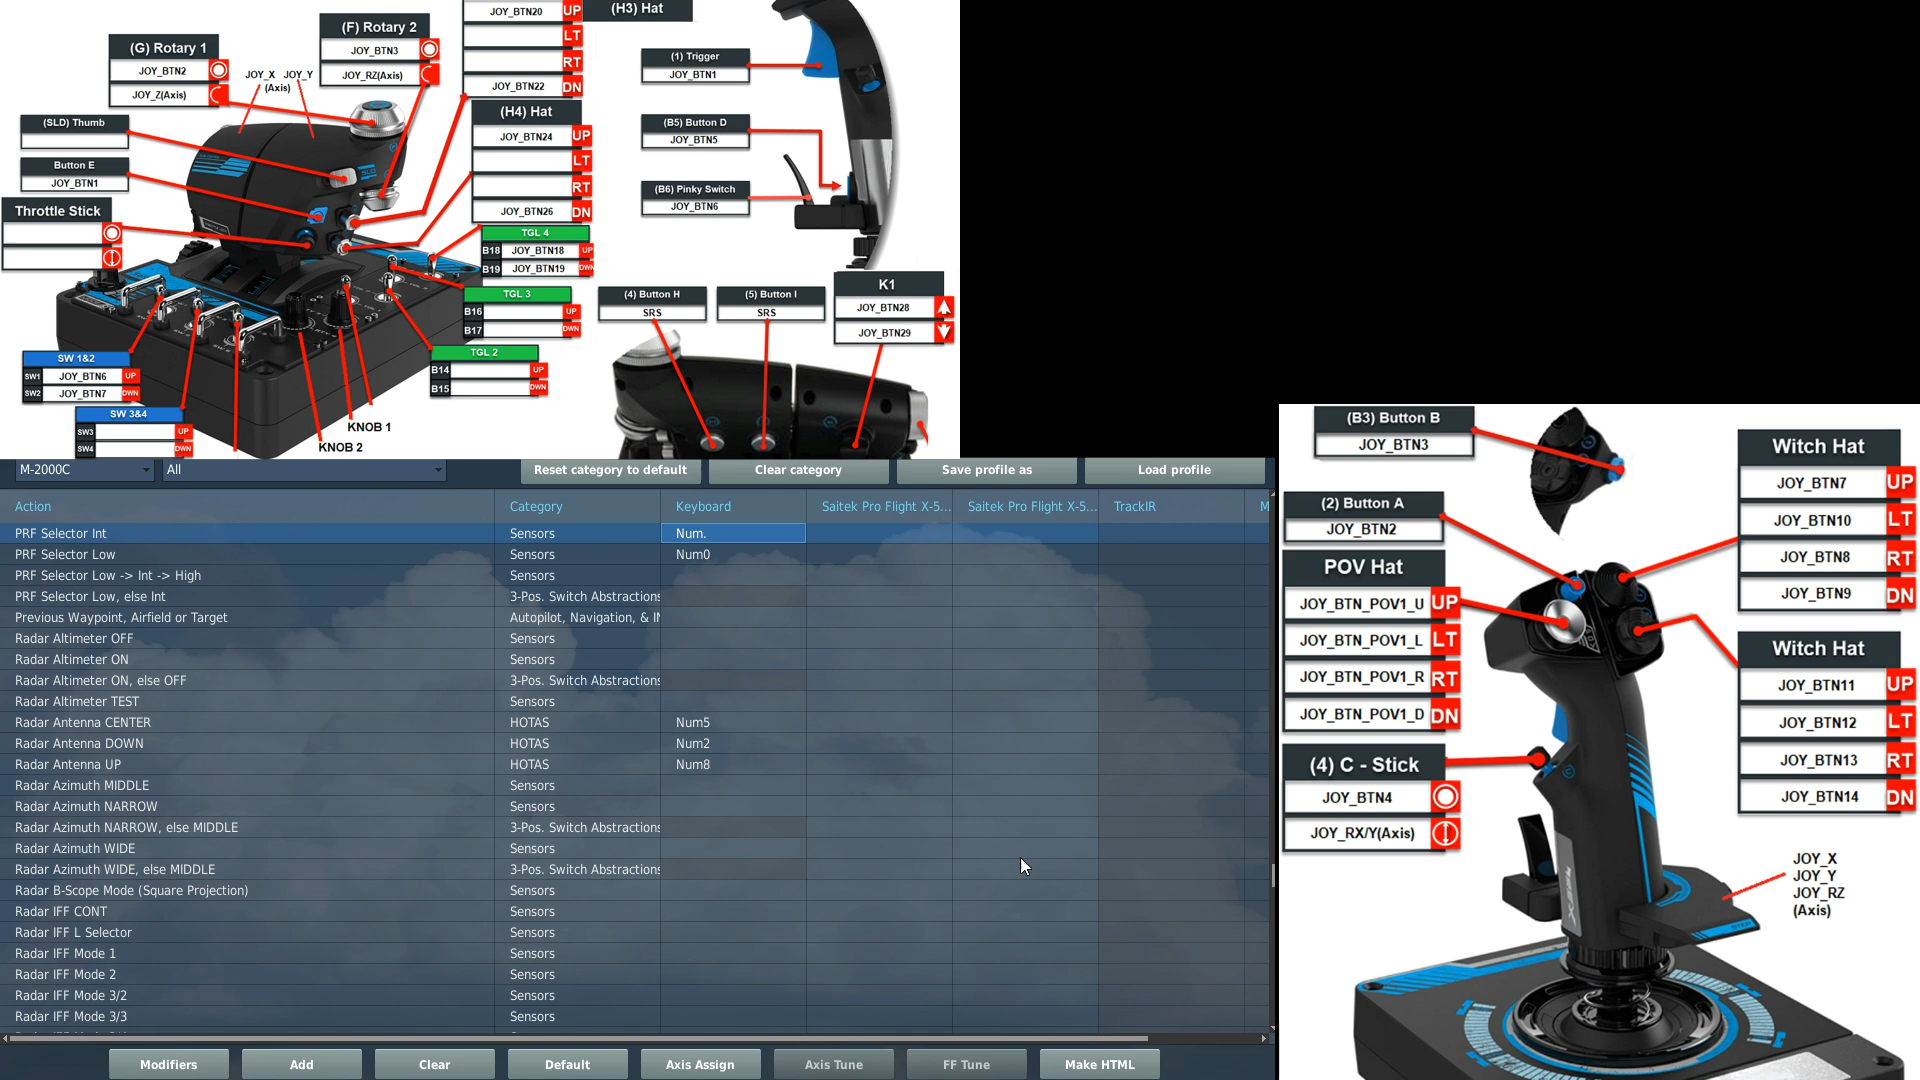 (G) Rotary 1
JOY_BTN2
JOY_Z(Axis)
JOY_X JOY_Y
(Axis)
(F) Rotary 2
JOY_BTN3
JOY_RZ(Axis)
JOY_BTN20 UP
LT
RT
JOY_BTN22 DN
(H3) Hat
(SLD) Thumb
Button E
JOY_BTN1
Throttle Stick
(H4) Hat
JOY_BTN24 UP
LT
RT
JOY_BTN26 DN
TGL 4
B18 JOY_BTN18 UP
B19 JOY_BTN19 DWN
TGL 3
B16 UP
B17 DWN
TGL 2
B14 UP
B15 DWN
SW 1&2
SW1 JOY_BTN6 UP
SW2 JOY_BTN7 DWN
SW 3&4
SW3 UP
SW4 DWN
KNOB 1
KNOB 2
(1) Trigger
JOY_BTN1
(B5) Button D
JOY_BTN5
(B6) Pinky Switch
JOY_BTN6
(4) Button H
SRS
(5) Button I
SRS
K1
JOY_BTN28
JOY_BTN29
M-2000C All Reset category to default Clear category Save profile as Load profile
Action Category Keyboard Saitek Pro Flight X-5... Saitek Pro Flight X-5... TrackIR M
PRF Selector Int Sensors Num.
PRF Selector Low Sensors Num0
PRF Selector Low -> Int -> High Sensors
PRF Selector Low, else Int 3-Pos. Switch Abstractions
Previous Waypoint, Airfield or Target Autopilot, Navigation, & IN
Radar Altimeter OFF Sensors
Radar Altimeter ON Sensors
Radar Altimeter ON, else OFF 3-Pos. Switch Abstractions
Radar Altimeter TEST Sensors
Radar Antenna CENTER HOTAS Num5
Radar Antenna DOWN HOTAS Num2
Radar Antenna UP HOTAS Num8
Radar Azimuth MIDDLE Sensors
Radar Azimuth NARROW Sensors
Radar Azimuth NARROW, else MIDDLE 3-Pos. Switch Abstractions
Radar Azimuth WIDE Sensors
Radar Azimuth WIDE, else MIDDLE 3-Pos. Switch Abstractions
Radar B-Scope Mode (Square Projection) Sensors
Radar IFF CONT Sensors
Radar IFF L Selector Sensors
Radar IFF Mode 1 Sensors
Radar IFF Mode 2 Sensors
Radar IFF Mode 3/2 Sensors
Radar IFF Mode 3/3 Sensors
Modifiers Add Clear Default Axis Assign Axis Tune FF Tune Make HTML
(B3) Button B
JOY_BTN3
(2) Button A
JOY_BTN2
POV Hat
JOY_BTN_POV1_U UP
JOY_BTN_POV1_L LT
JOY_BTN_POV1_R RT
JOY_BTN_POV1_D DN
(4) C - Stick
JOY_BTN4
JOY_RX/Y(Axis)
Witch Hat
JOY_BTN7 UP
JOY_BTN10 LT
JOY_BTN8 RT
JOY_BTN9 DN
Witch Hat
JOY_BTN11 UP
JOY_BTN12 LT
JOY_BTN13 RT
JOY_BTN14 DN
JOY_X
JOY_Y
JOY_RZ
(Axis)